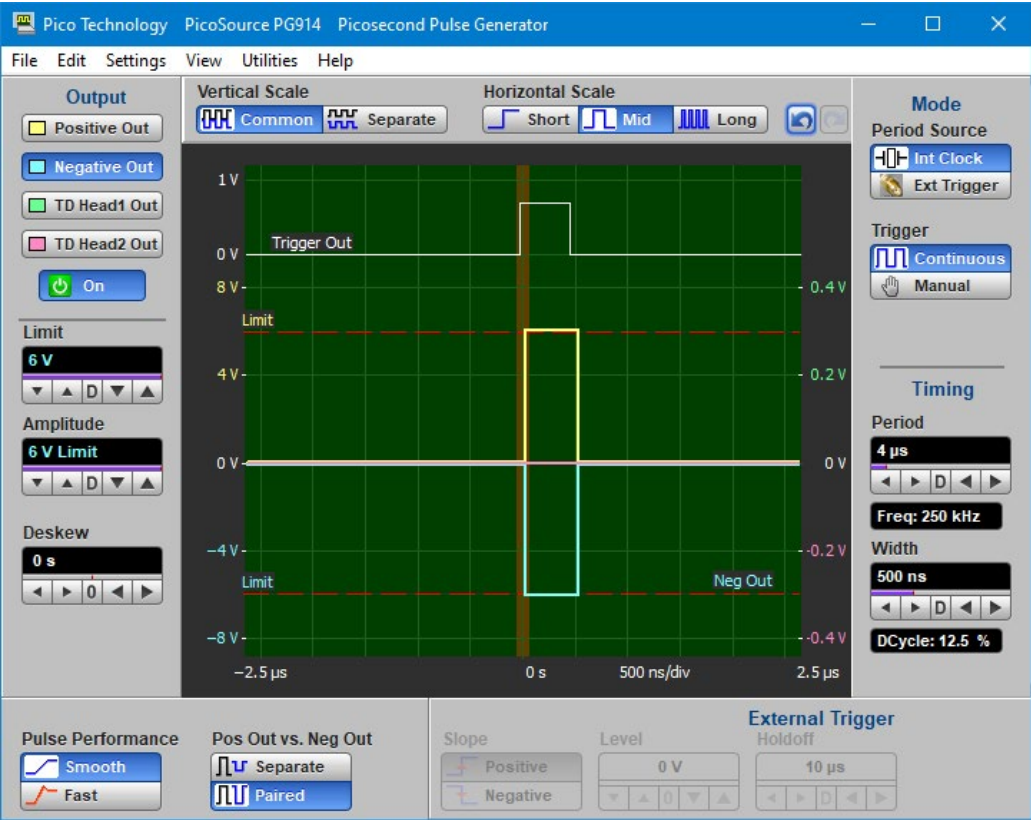 Pico Technology PicoSource PG914 Picosecond Pulse Generator
File Edit Settings View Utilities Help
Output
Positive Out
Negative Out
TD Head1 Out
TD Head2 Out
On
Limit
6 V
D
Amplitude
6 V Limit
D
Deskew
0 s
0
Vertical Scale
Common
Separate
Horizontal Scale
Short
Mid
Long
1 V
Trigger Out
0 V
8 V
0.4 V
Limit
4 V
0.2 V
0 V
0 V
−4 V
-0.2 V
Limit
Neg Out
−8 V
-0.4 V
−2.5 µs
0 s
500 ns/div
2.5 µs
Mode
Period Source
Int Clock
Ext Trigger
Trigger
Continuous
Manual
Timing
Period
4 µs
D
Freq: 250 kHz
Width
500 ns
D
DCycle: 12.5 %
Pulse Performance
Smooth
Fast
Pos Out vs. Neg Out
Separate
Paired
External Trigger
Slope
Positive
Negative
Level
0 V
0
Holdoff
10 µs
D